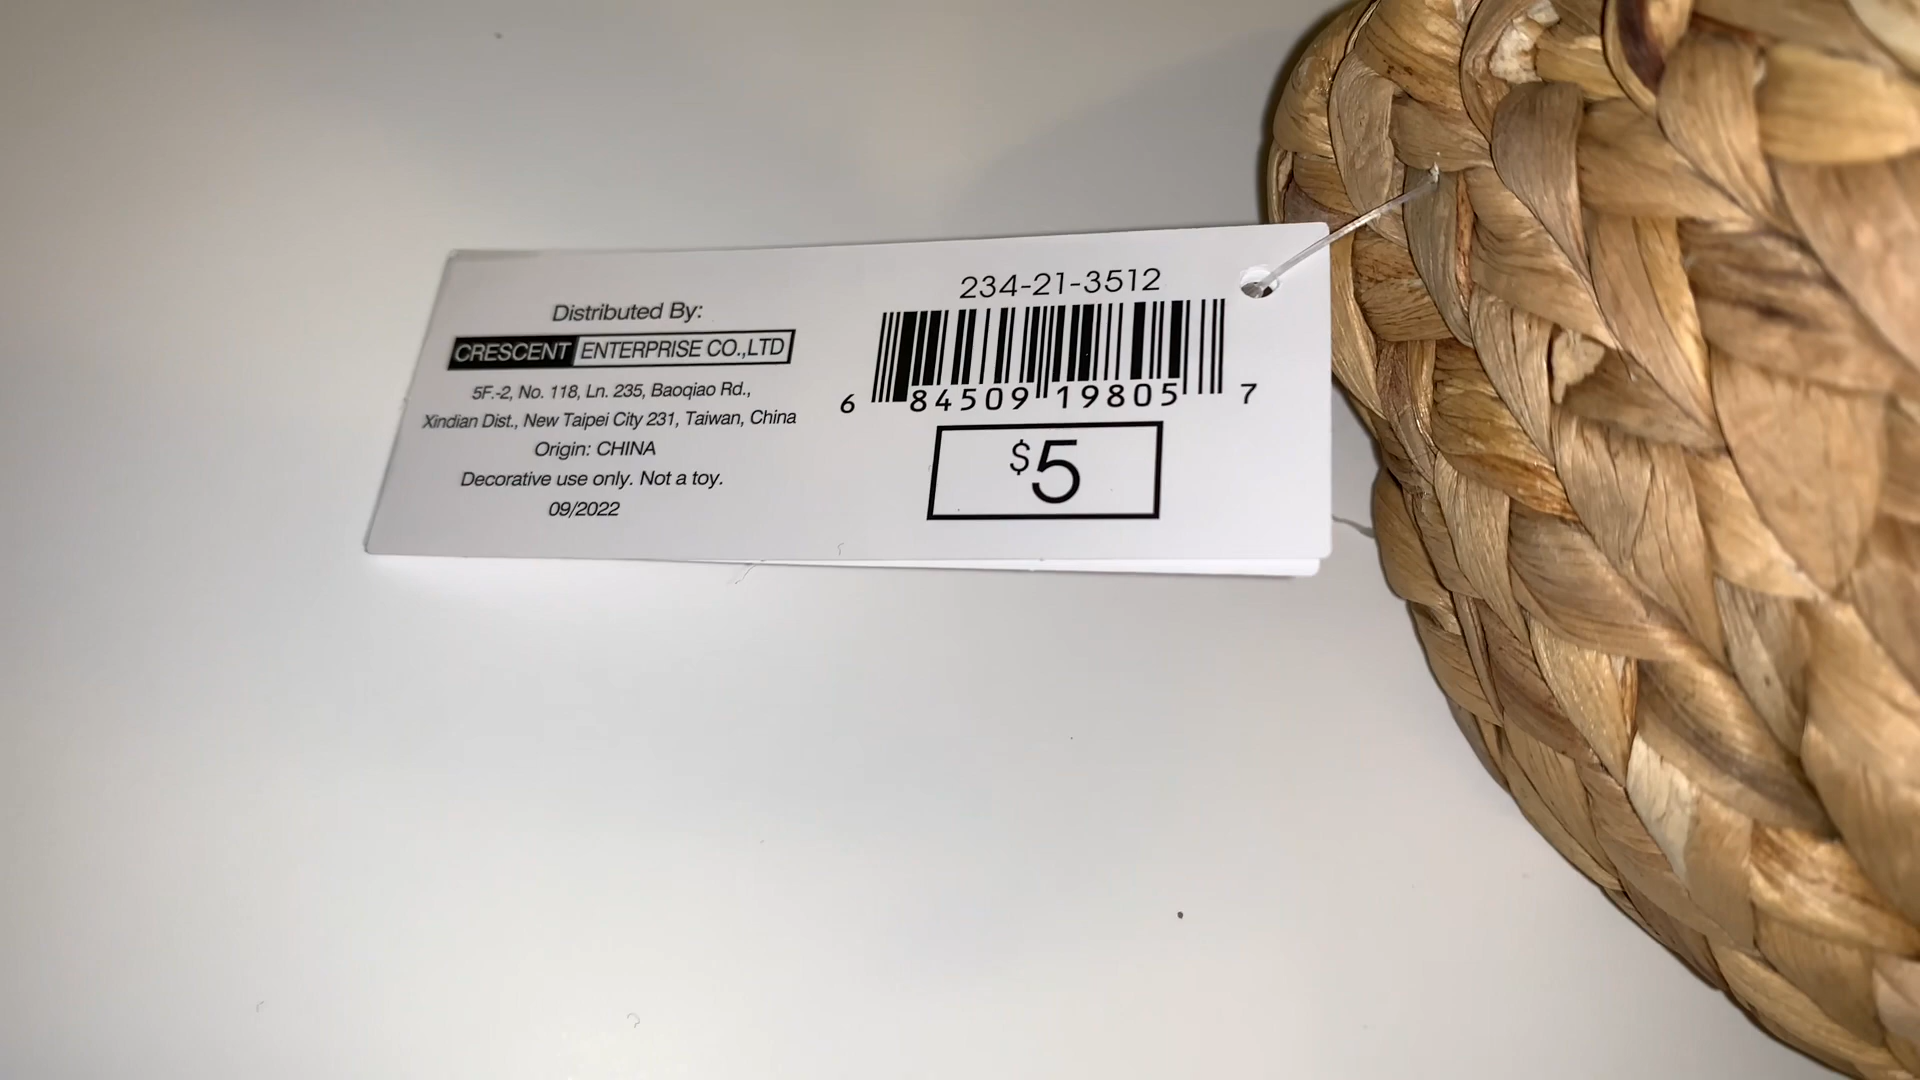 Distributed By:
CRESCENT ENTERPRISE CO.,LTD
5F.-2, No. 118, Ln. 235, Baoqiao Rd.,
Xindian Dist., New Taipei City 231, Taiwan, China
Origin: CHINA
Decorative use only. Not a toy.
09/2022
234-21-3512
6 84509 19805 7
$5